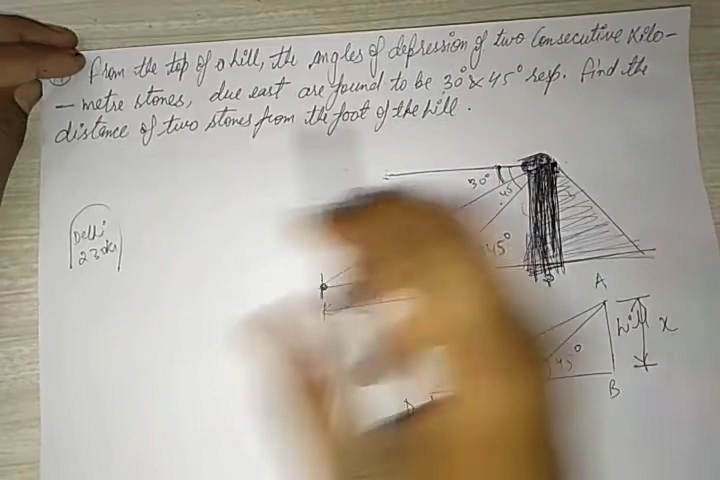 From the top of a hill, the angles of depression of two Consecutive Kilo-
- metre stones, due east are found to be 30° & 45° resp. Find the
distance of two stones from the foot of the hill.
30°
45
45°
Delhi
A
x
45°
B
D